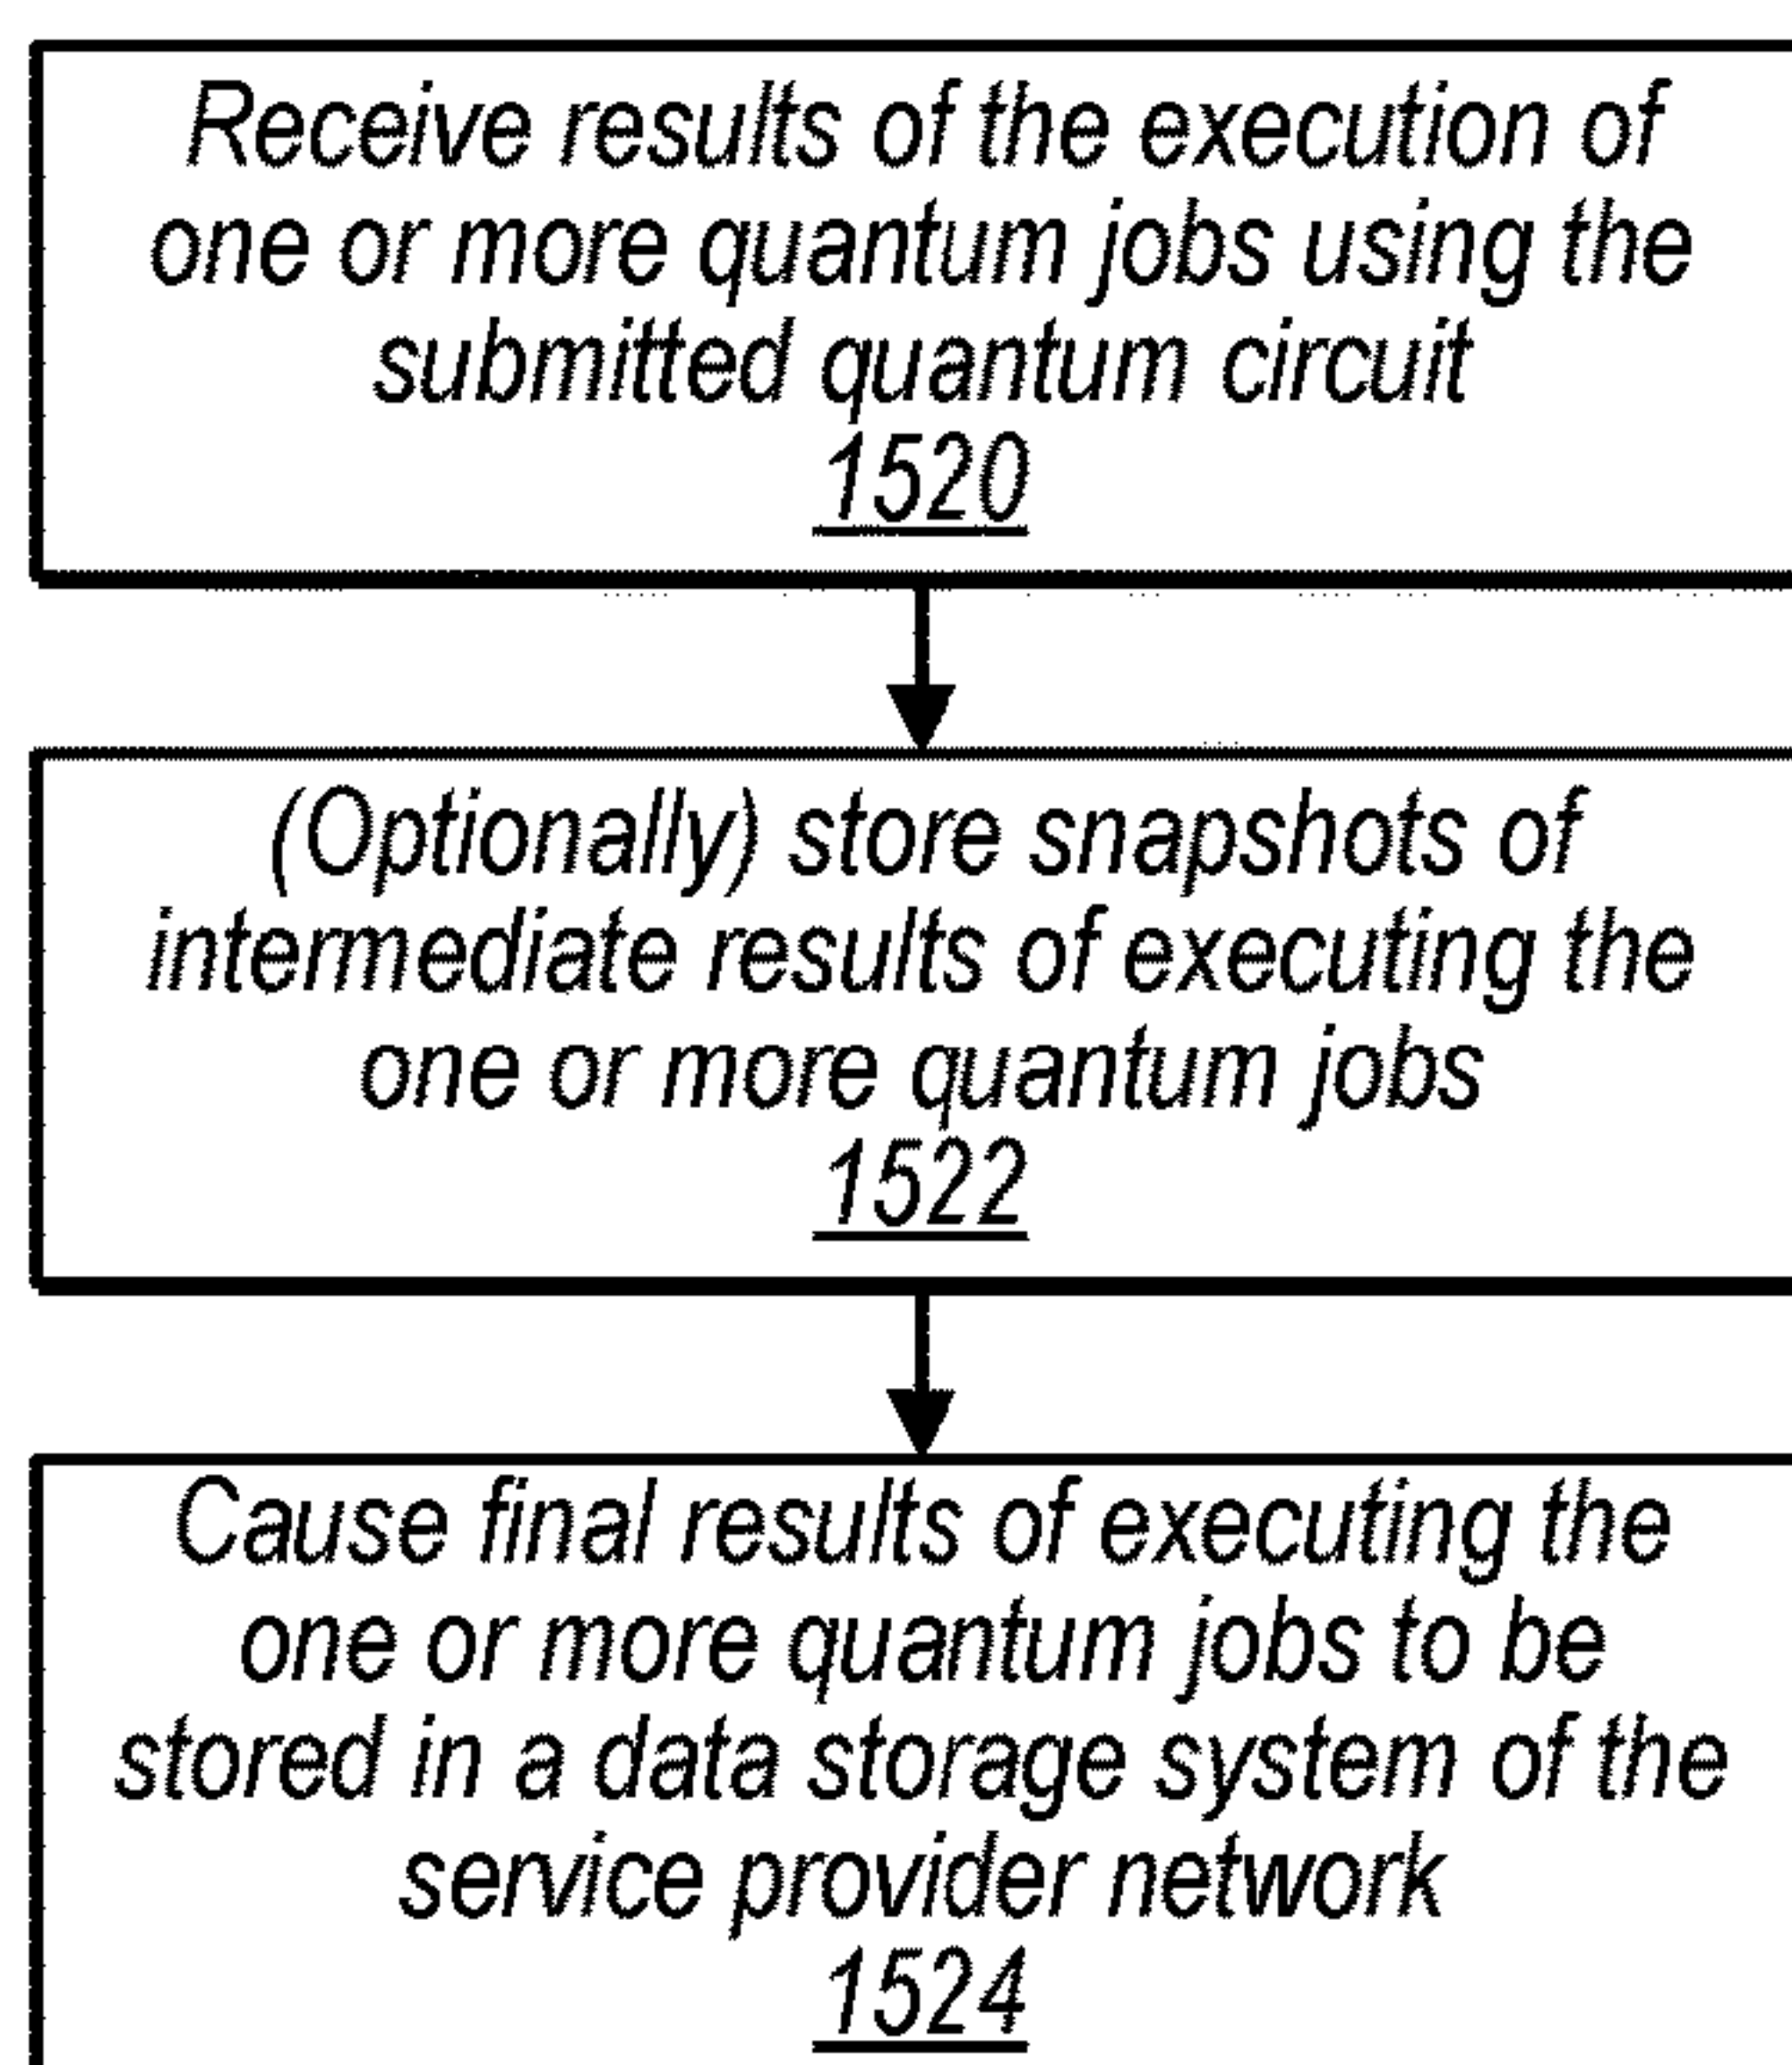 Receive results of the execution of
one or more quantum jobs using the
submitted quantum circuit
1520
(Optionally) store snapshots of
intermediate results of executing the
one or more quantum jobs
1522
Cause final results of executing the
one or more quantum jobs to be
stored in a data storage system of the
service provider network
1524